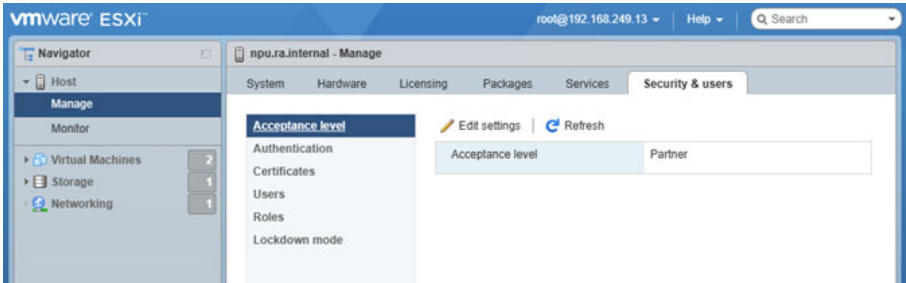 vmware ESXi™
root@192.168.249.13
Help
Search
Navigator
npu.ra.internal - Manage
Host
Manage
Monitor
Virtual Machines 2
Storage 1
Networking 1
System Hardware Licensing Packages Services Security & users
Acceptance level
Authentication
Certificates
Users
Roles
Lockdown mode
Edit settings Refresh
Acceptance level Partner